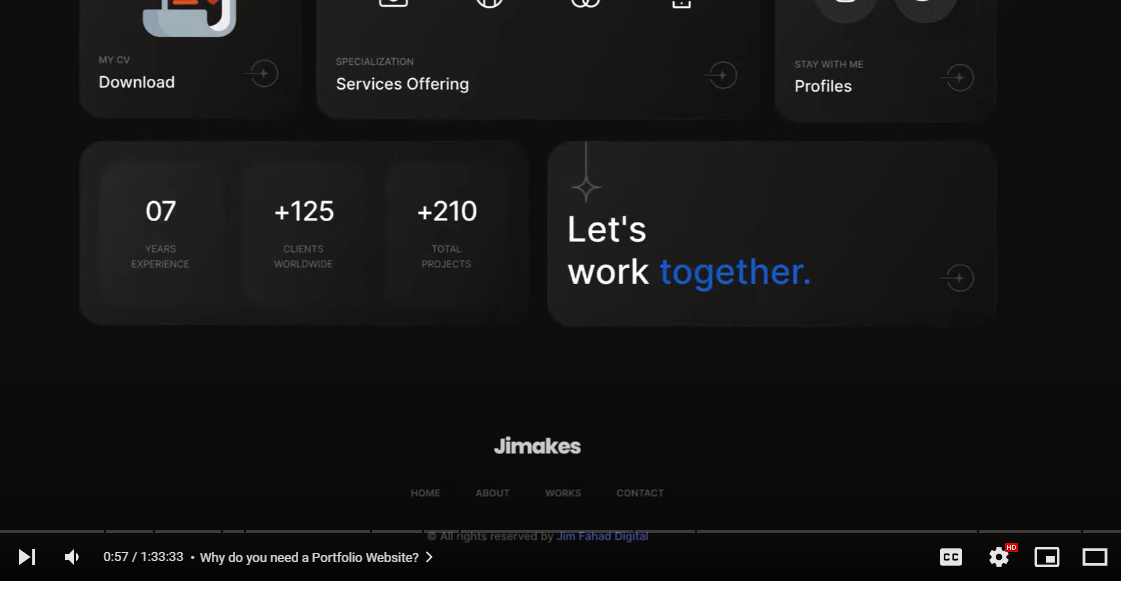 MY CV
Download
SPECIALIZATION
Services Offering
STAY WITH ME
Profiles
07
YEARS
EXPERIENCE
+125
CLIENTS
WORLDWIDE
+210
TOTAL
PROJECTS
Let's
work together.
Jimakes
HOME ABOUT WORKS CONTACT
© All rights reserved by Jim Fahad Digital
0:57 / 1:33:33 • Why do you need a Portfolio Website?
CC
HD